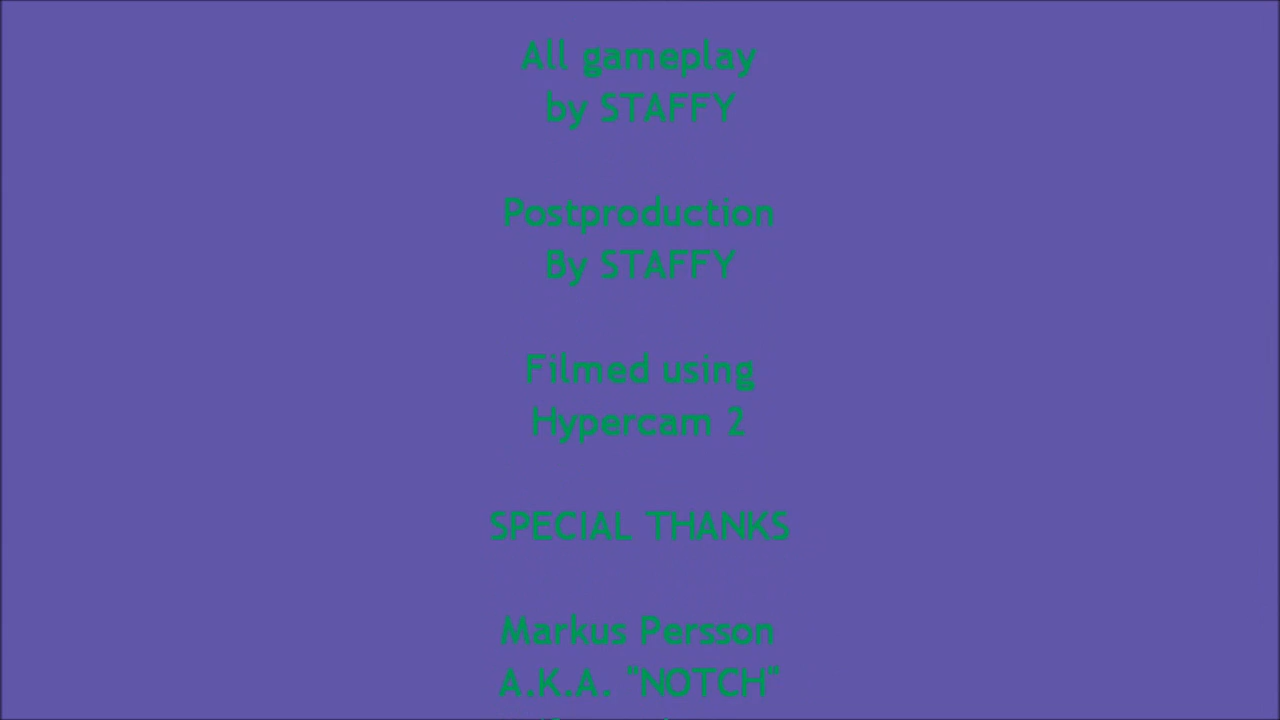 All gameplay
by STAFFY
Postproduction
By STAFFY
Filmed using
Hypercam 2
SPECIAL THANKS
Markus Persson
A.K.A. "NOTCH"